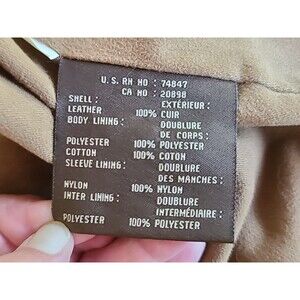 U.S. RN NO : 74847
CA NO : 20898
SHELL : EXTÉRIEUR :
LEATHER 100% CUIR
BODY LINING : DOUBLURE
DE CORPS :
POLYESTER 100% POLYESTER
COTTON 100% COTON
SLEEVE LINING : DOUBLURE
DES MANCHES :
NYLON 100% NYLON
INTER LINING : DOUBLURE
INTERMÉDIAIRE :
POLYESTER 100% POLYESTER